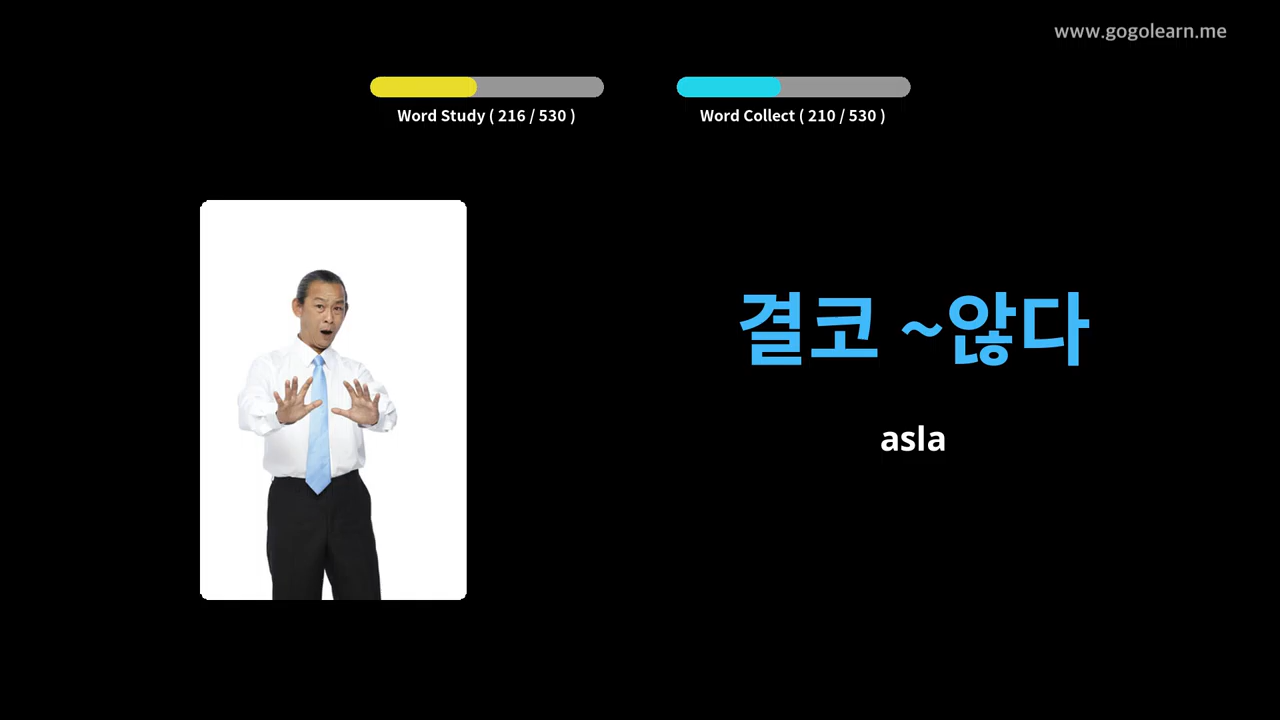 www.gogolearn.me
Word Study ( 216 / 530 )
Word Collect ( 210 / 530 )
결코 ~않다
asla